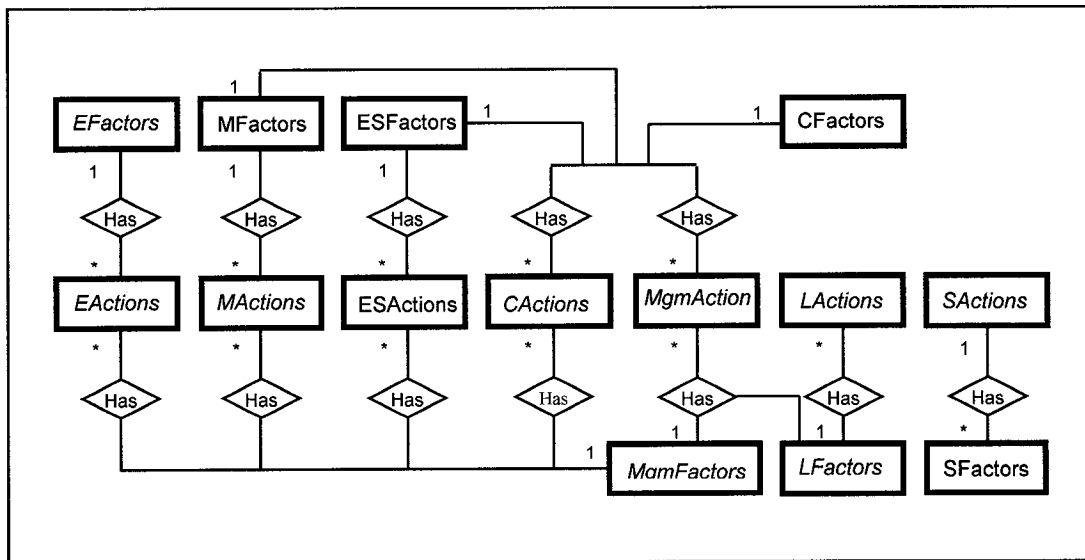 1 1 1
EFactors MFactors ESFactors CFactors
1 1 1
Has Has Has Has Has
* * * * *
EActions MActions ESActions CActions MgmAction LActions SActions
* * * * * * 1
Has Has Has Has Has Has Has
1 1 1 *
MgmFactors LFactors SFactors